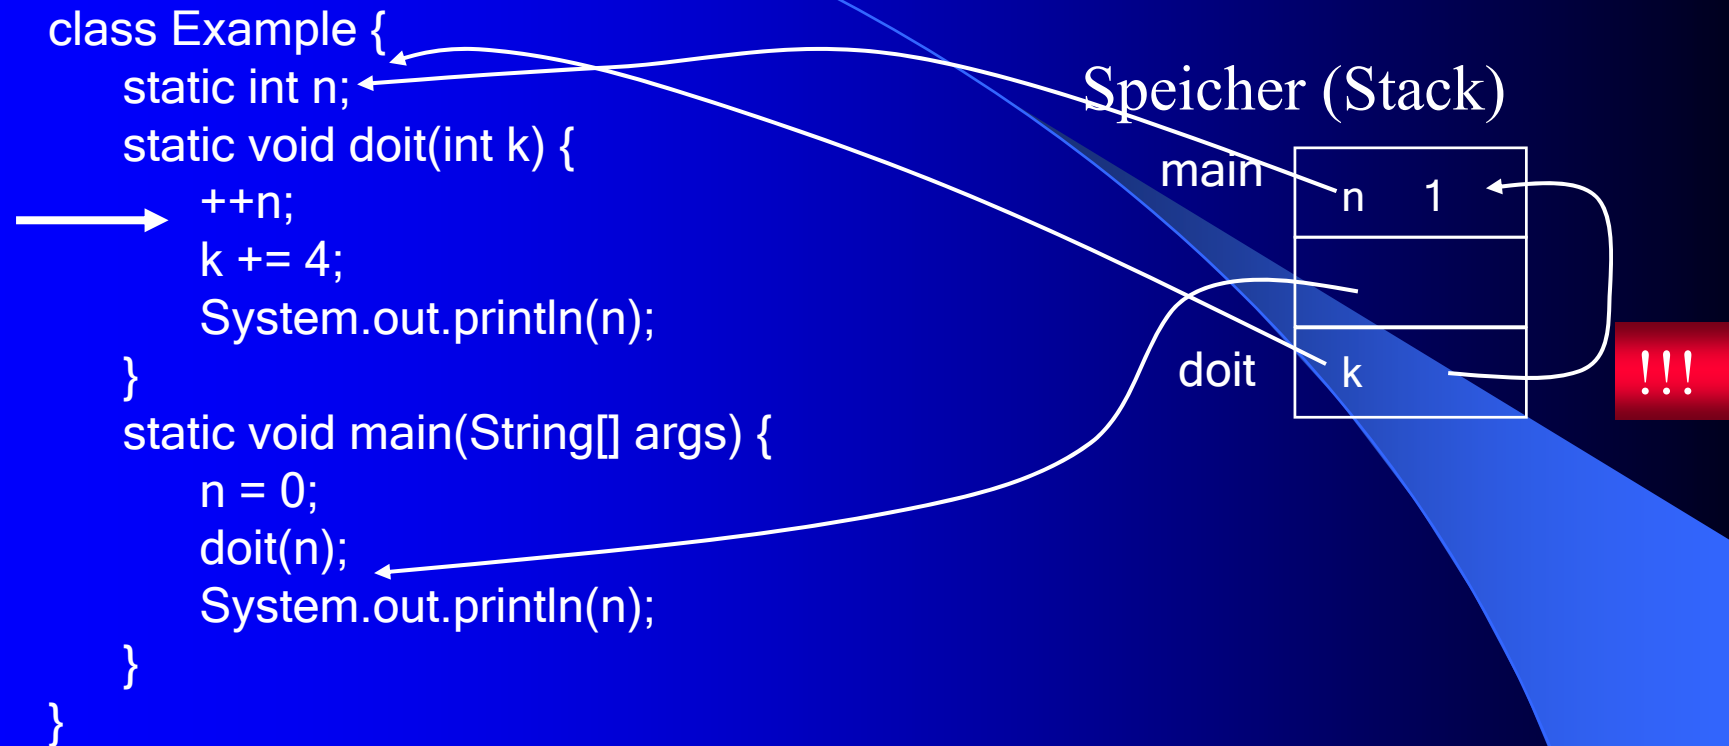 class Example {
static int n;
static void doit(int k) {
++n;
k += 4;
System.out.println(n);
}
static void main(String[] args) {
n = 0;
doit(n);
System.out.println(n);
}
}
Speicher (Stack)
main
n 1
doit
k
!!!